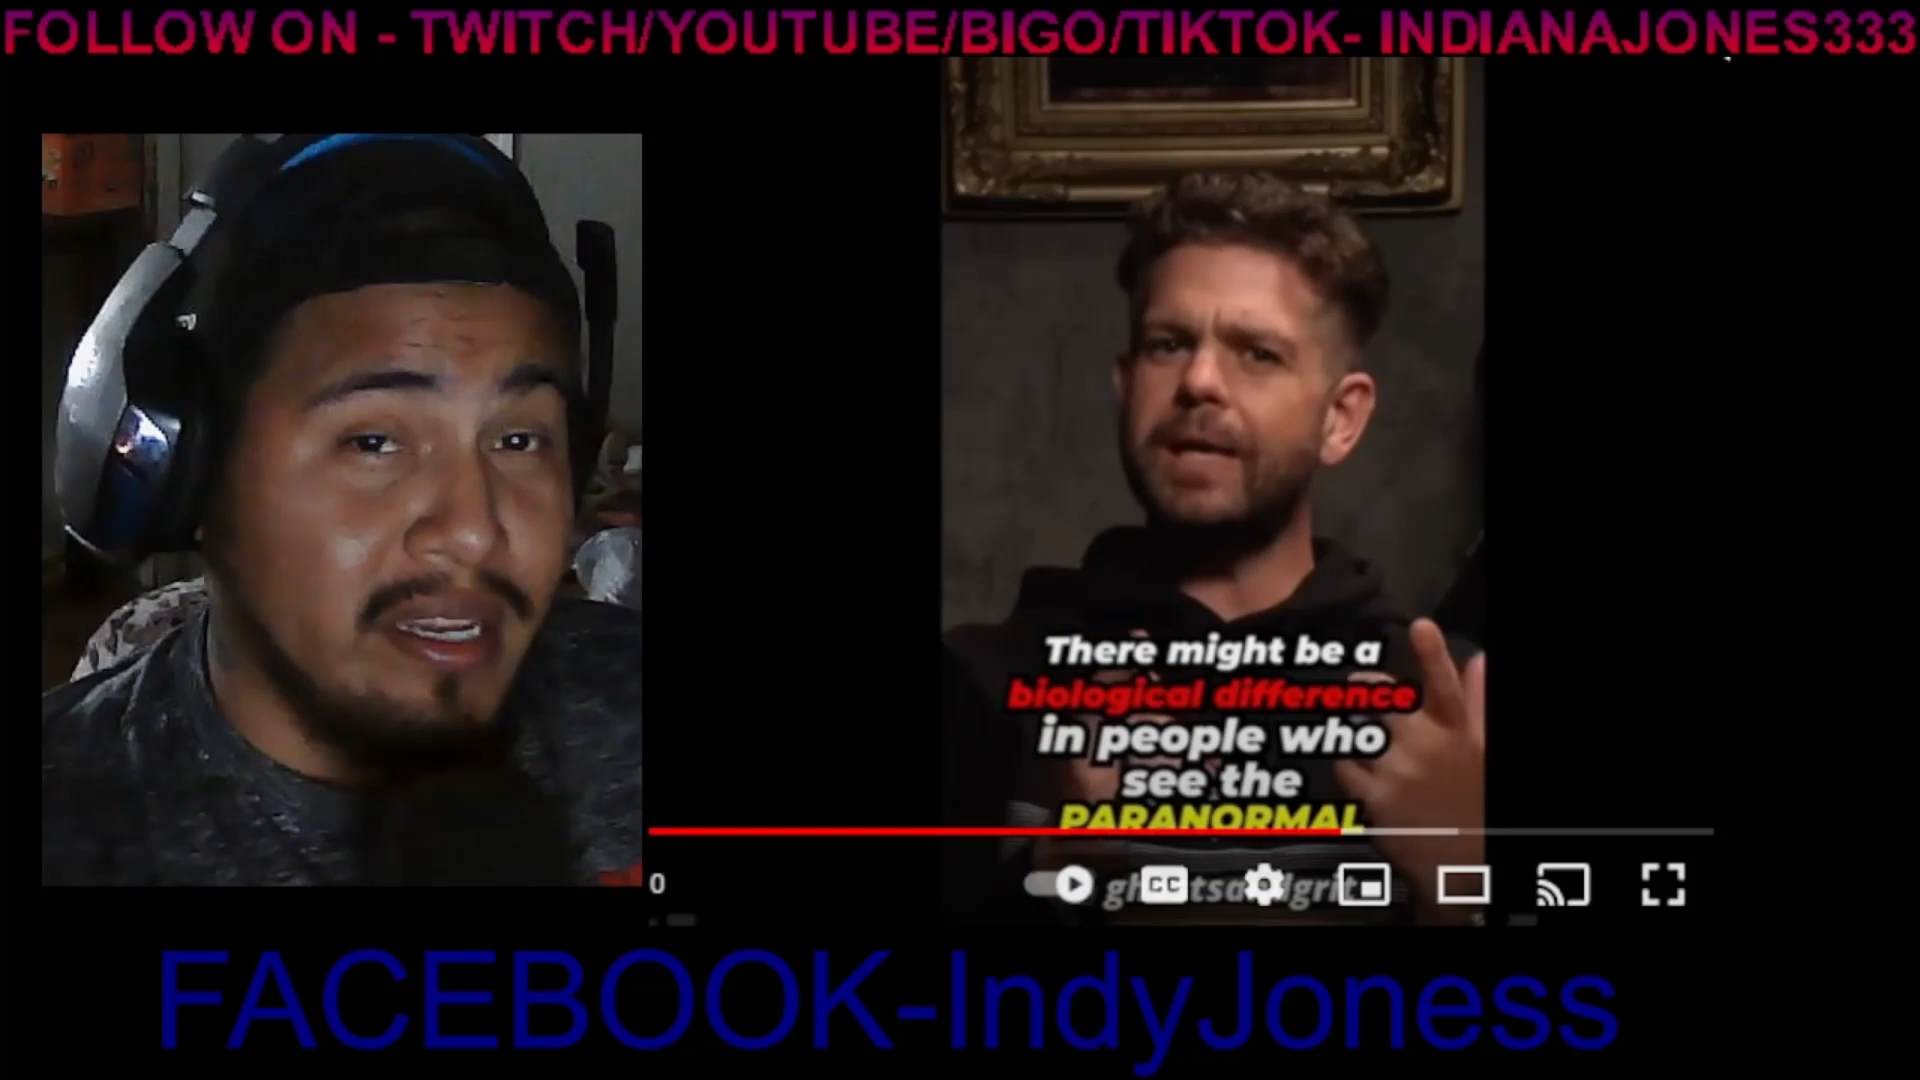 FOLLOW ON - TWITCH/YOUTUBE/BIGO/TIKTOK- INDIANAJONES333
There might be a
biological difference
in people who
see the
PARANORMAL
0
CC
FACEBOOK-IndyJoness